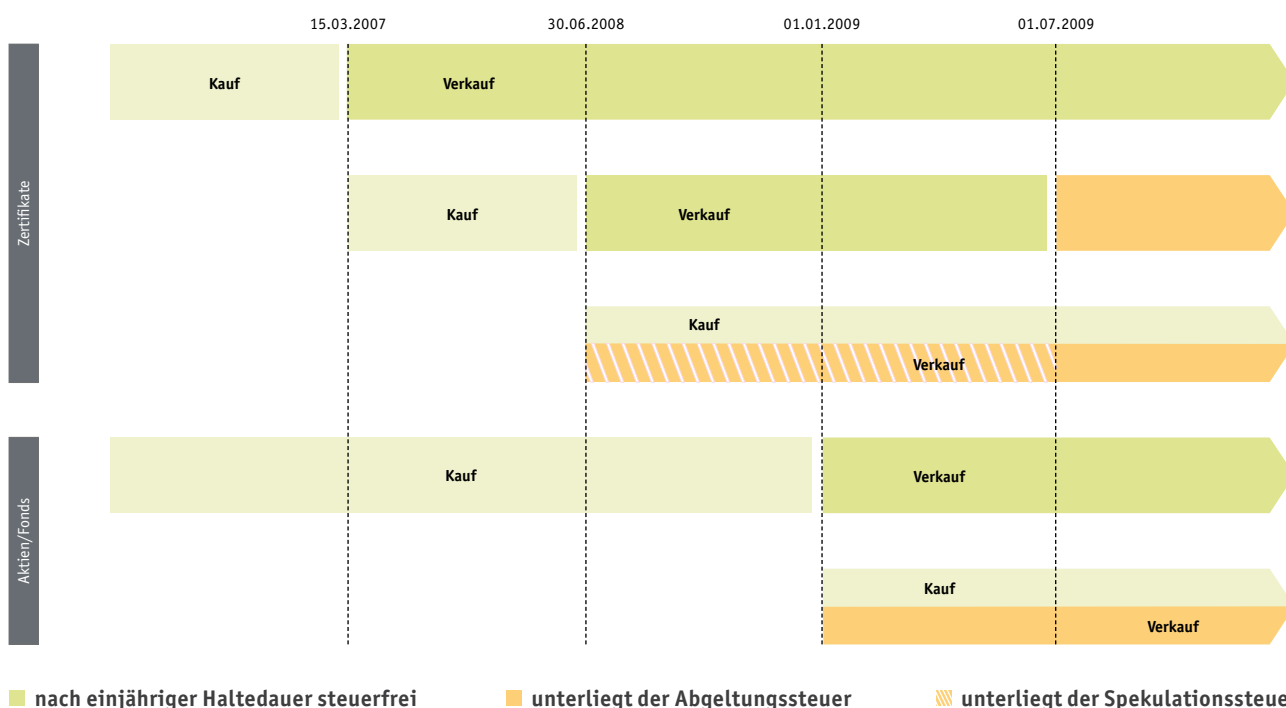 15.03.2007 30.06.2008 01.01.2009 01.07.2009
Zertifikate
Kauf Verkauf
Kauf Verkauf
Kauf
Verkauf
Aktien/Fonds
Kauf Verkauf
Kauf
Verkauf
nach einjähriger Haltedauer steuerfrei unterliegt der Abgeltungssteuer unterliegt der Spekulationssteue